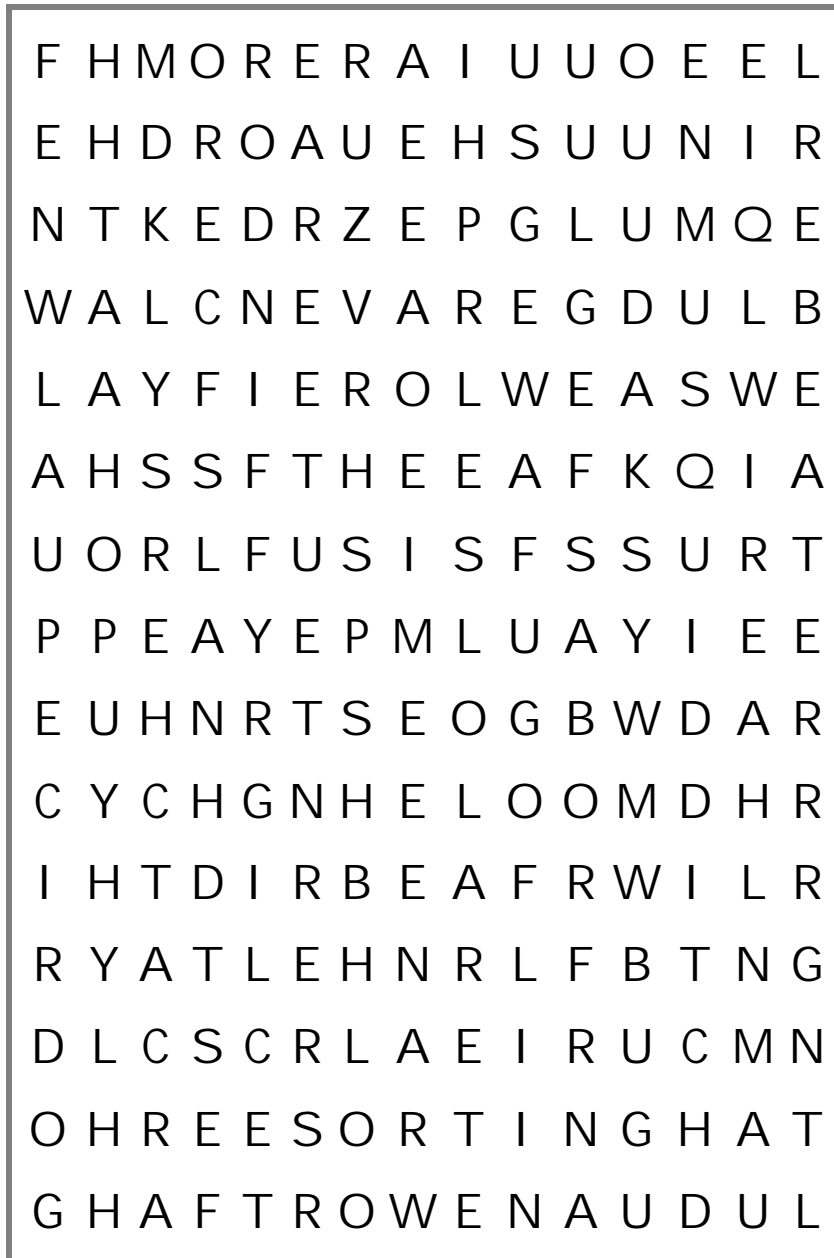 F H M O R E R A I U U O E E L
E H D R O A U E H S U U N I R
N T K E D R Z E P G L U M Q E
W A L C N E V A R E G D U L B
L A Y F I E R O L W E A S W E
A H S S F T H E E A F K Q I A
U O R L F U S I S F S S U R T
P P E A Y E P M L U A Y I E E
E U H N R T S E O G B W D A R
C Y C H G N H E L O O M D H R
I H T D I R B E A F R W I L R
R Y A T L E H N R L F B T N G
D L C S C R L A E I R U C M N
O H R E E S O R T I N G H A T
G H A F T R O W E N A U D U L